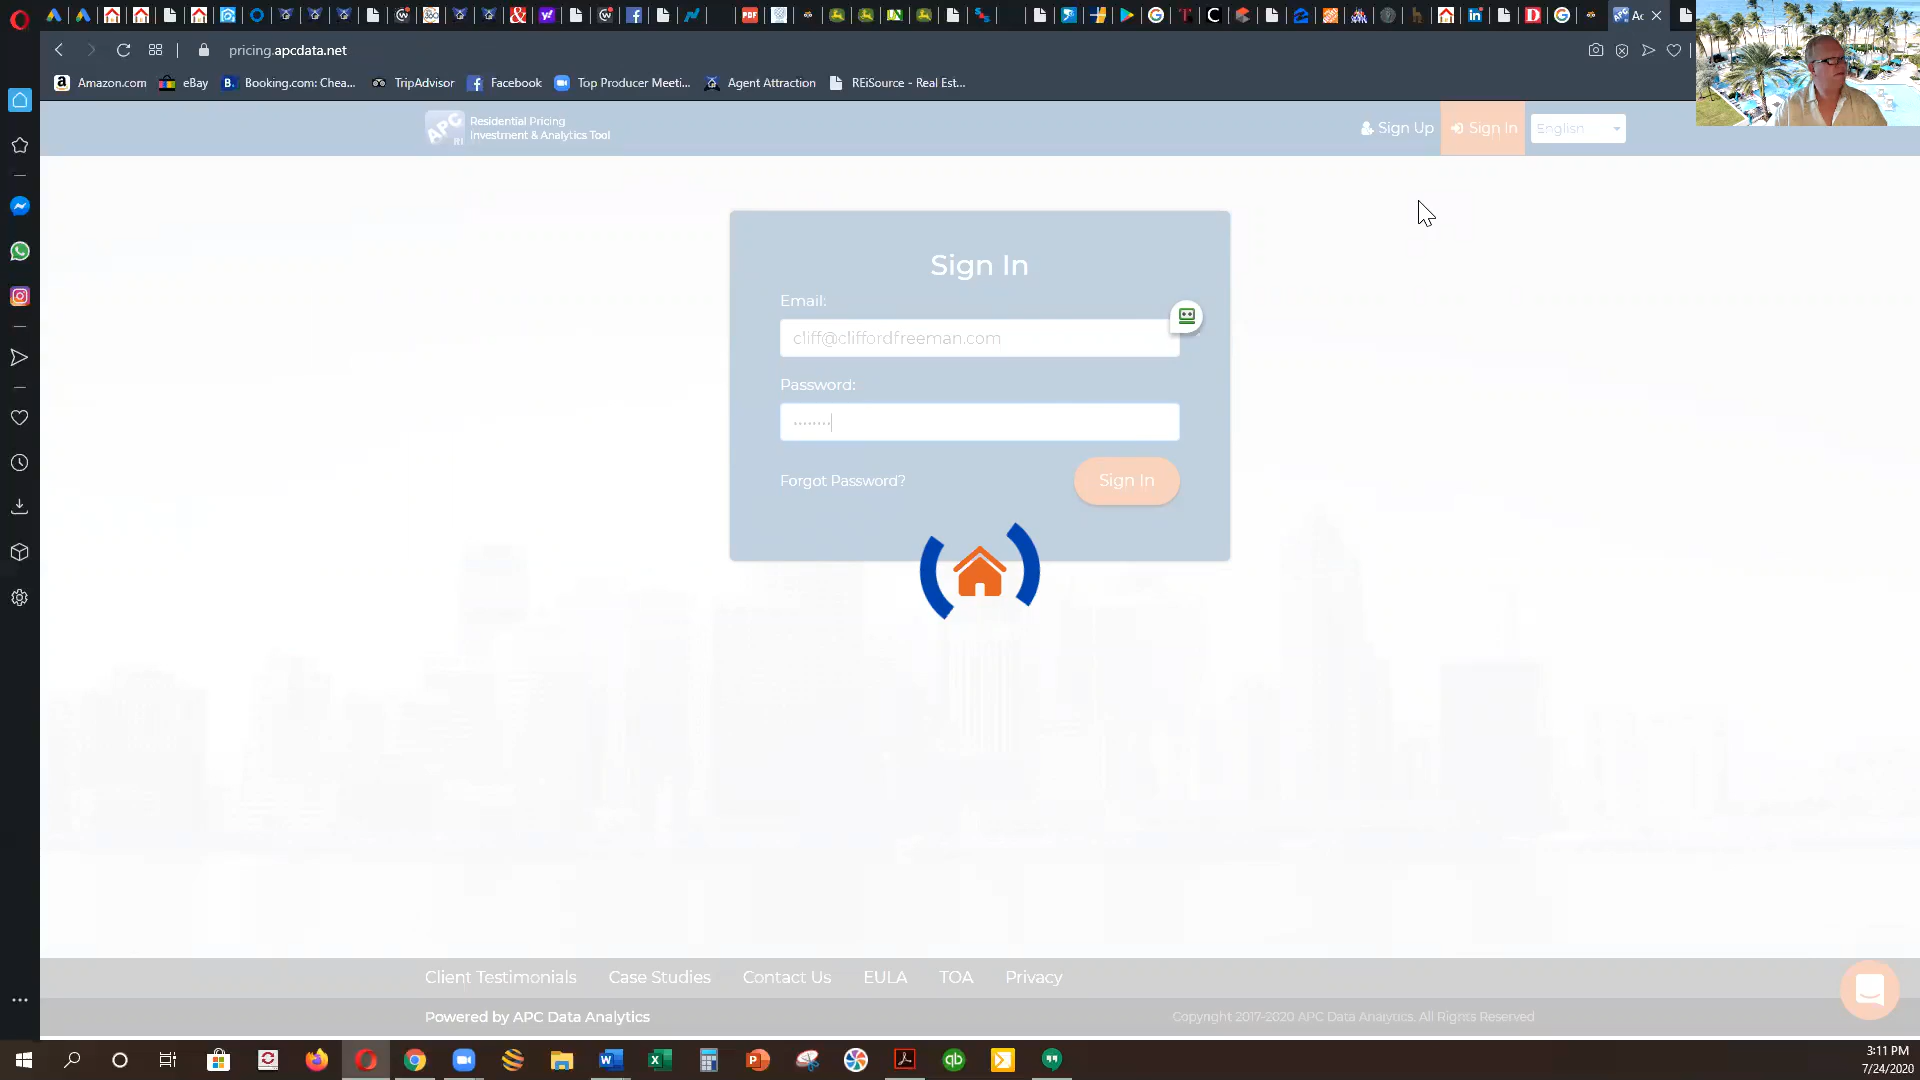 Ac
pricing.apcdata.net
Amazon.com eBay Booking.com: Chea... TripAdvisor Facebook Top Producer Meeti... Agent Attraction REiSource - Real Est...
APC RI
Residential Pricing
Investment & Analytics Tool
Sign Up Sign In English
Sign In
Email:
cliff@cliffordfreeman.com
Password:
Forgot Password? Sign In
Client Testimonials Case Studies Contact Us EULA TOA Privacy
Powered by APC Data Analytics Copyright 2017-2020 APC Data Analytics. All Rights Reserved
3:11 PM
7/24/2020